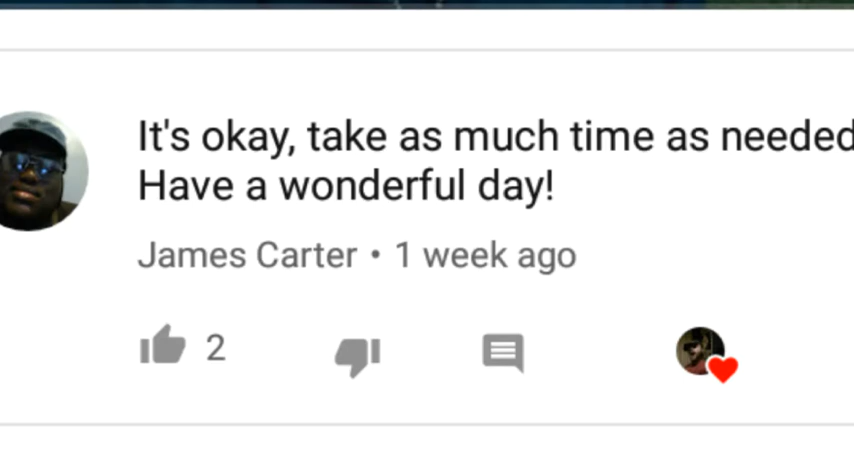 It's okay, take as much time as needed
Have a wonderful day!
James Carter • 1 week ago
2